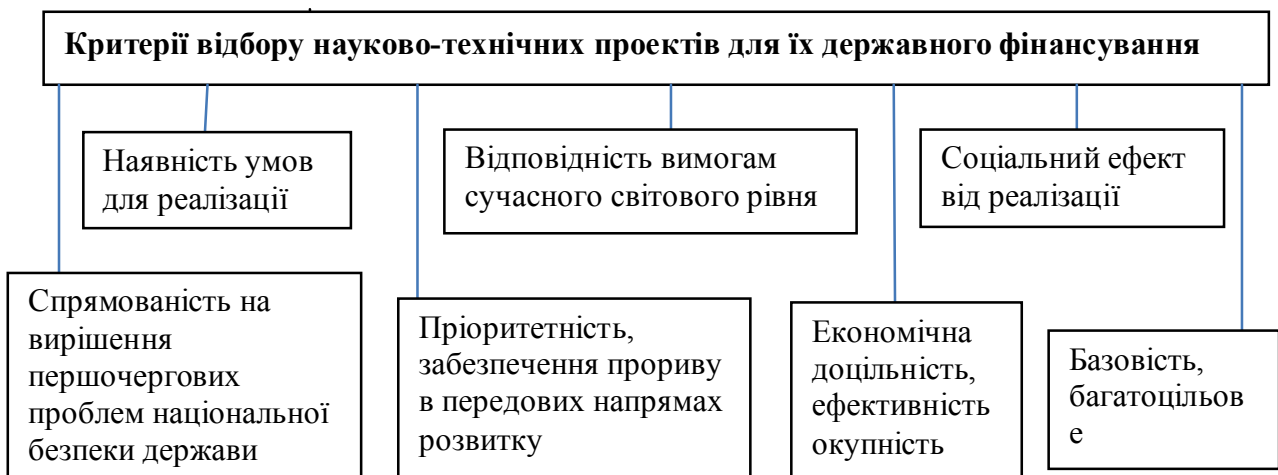 Критерії відбору науково-технічних проектів для їх державного фінансування
Наявність умов
для реалізації
Відповідність вимогам
сучасного світового рівня
Соціальний ефект
від реалізації
Спрямованість на
вирішення
першочергових
проблем національної
безпеки держави
Пріоритетність,
забезпечення прориву
в передових напрямах
розвитку
Економічна
доцільність,
ефективність
окупність
Базовість,
багатоцільов
е